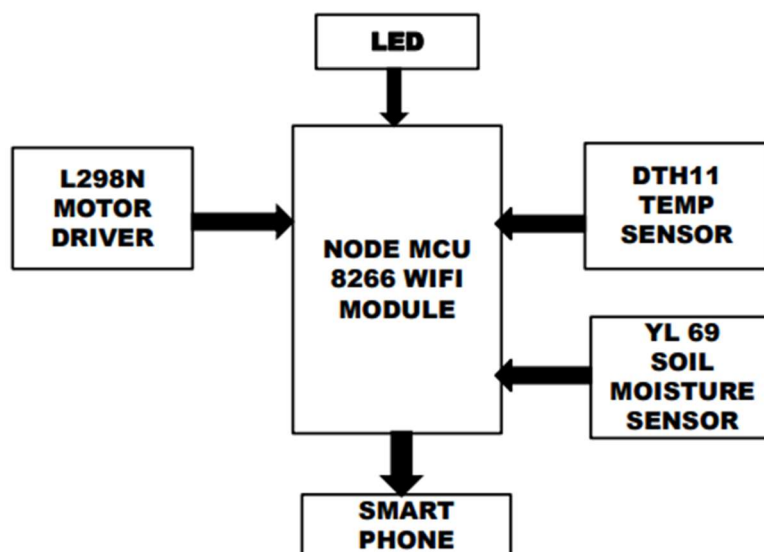 LED
L298N
MOTOR
DRIVER
NODE MCU
8266 WIFI
MODULE
DTH11
TEMP
SENSOR
YL 69
SOIL
MOISTURE
SENSOR
SMART
PHONE